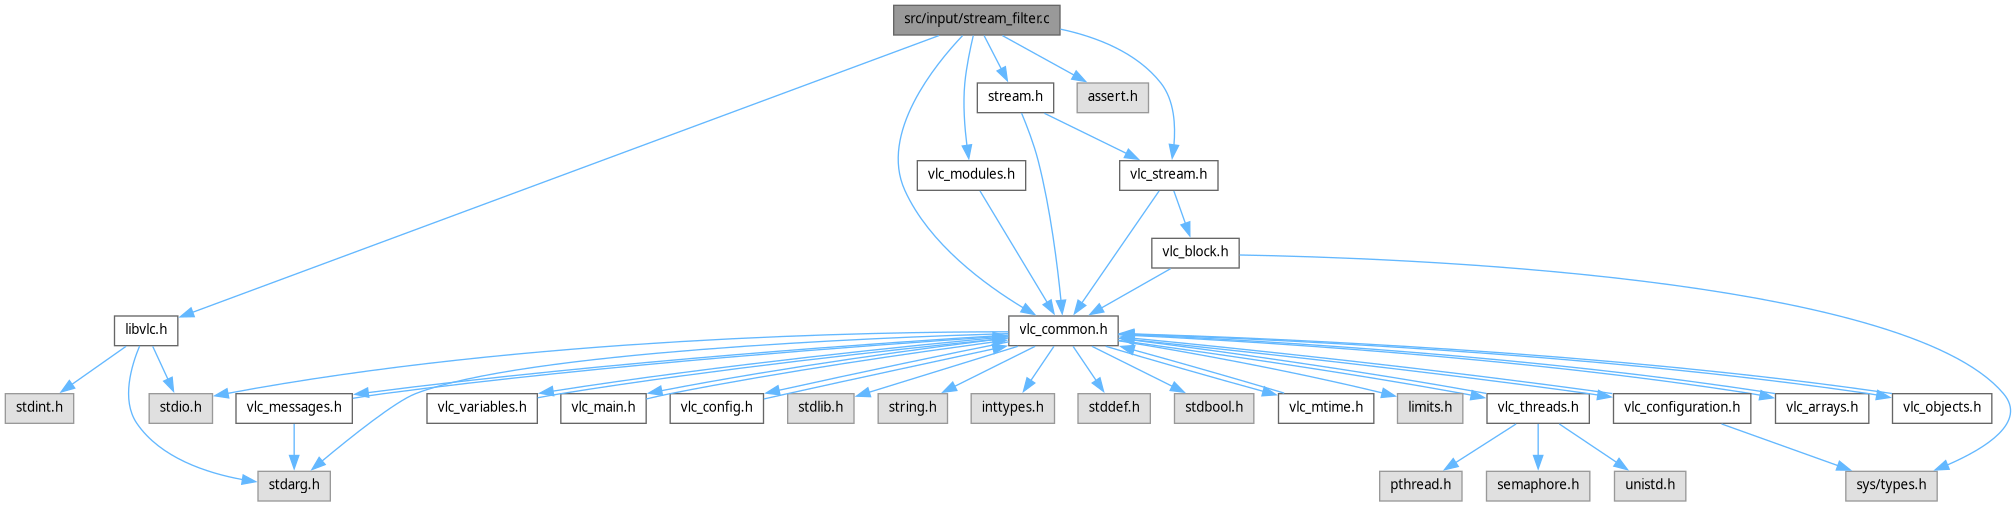 src/input/stream_filter.c
stream.h
assert.h
vlc_modules.h
vlc_stream.h
vlc_block.h
libvlc.h
vlc_common.h
stdint.h
stdio.h
vlc_messages.h
vlc_variables.h
vlc_main.h
vlc_config.h
stdlib.h
string.h
inttypes.h
stddef.h
stdbool.h
vlc_mtime.h
limits.h
vlc_threads.h
vlc_configuration.h
vlc_arrays.h
vlc_objects.h
stdarg.h
pthread.h
semaphore.h
unistd.h
sys/types.h